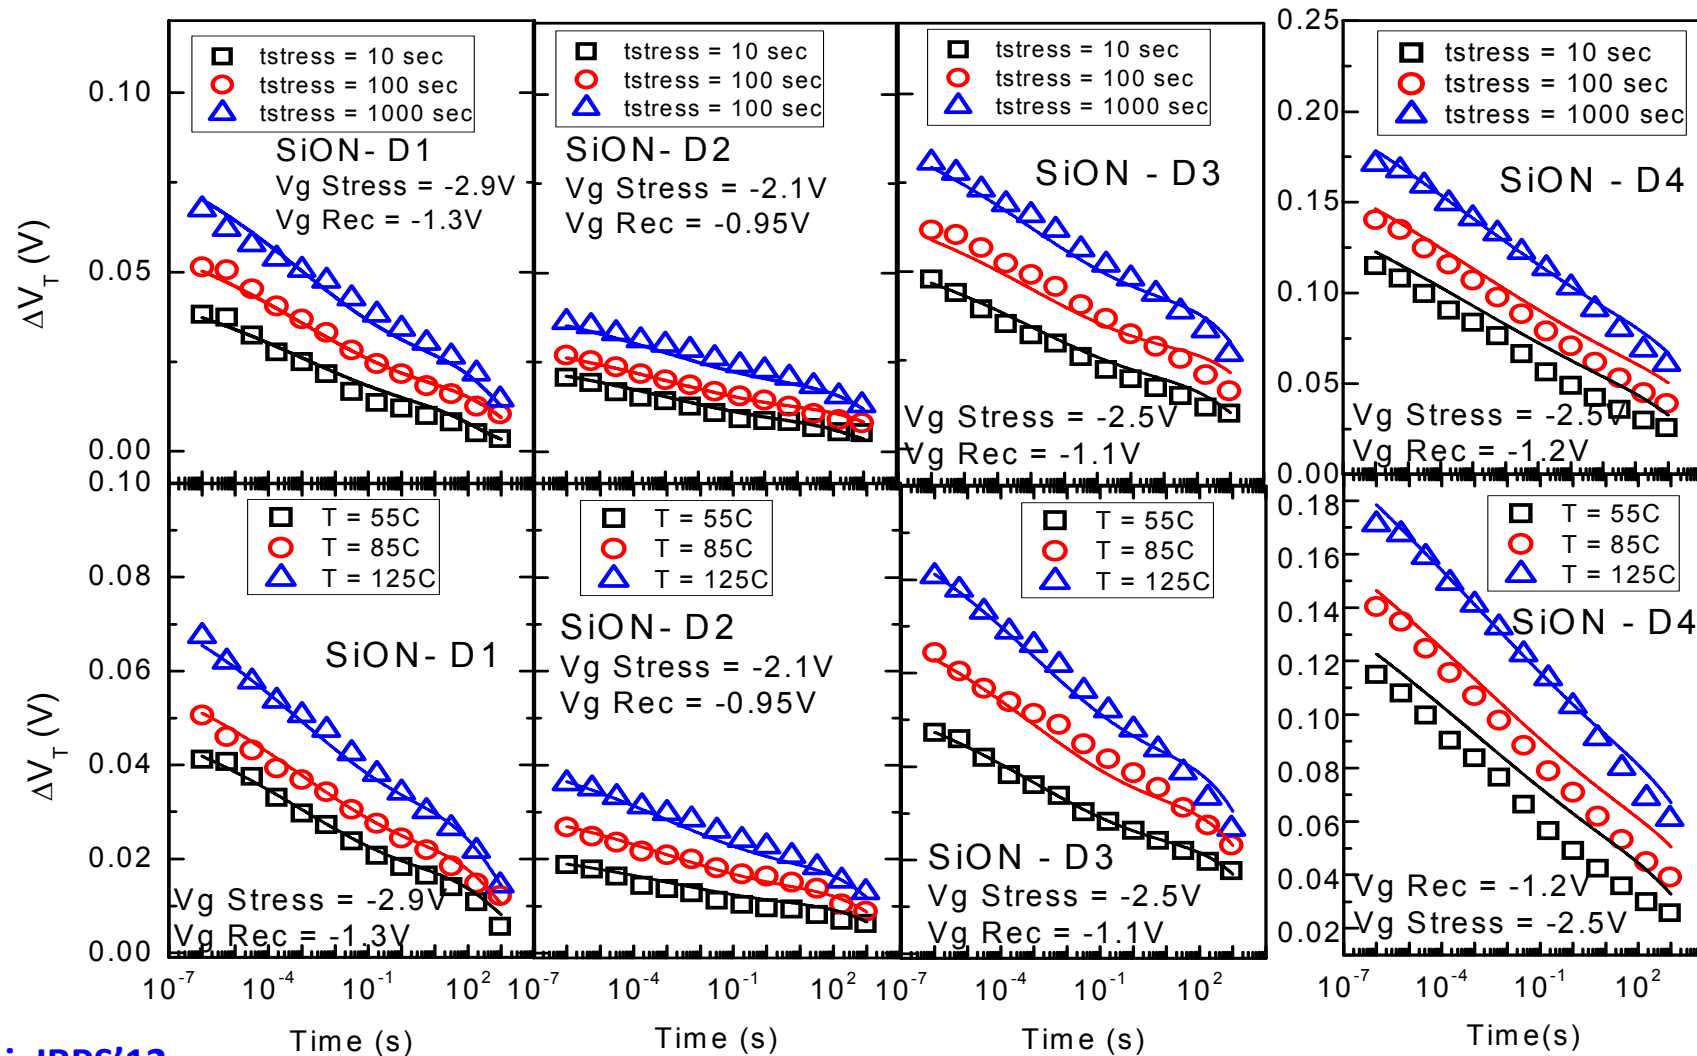 tstress = 10 sec
tstress = 100 sec
tstress = 1000 sec
SiON- D1
Vg Stress = -2.9V
Vg Rec = -1.3V
0.10
0.05
0.00
ΔV_T (V)
tstress = 10 sec
tstress = 100 sec
tstress = 100 sec
SiON- D2
Vg Stress = -2.1V
Vg Rec = -0.95V
tstress = 10 sec
tstress = 100 sec
tstress = 1000 sec
SiON - D3
Vg Stress = -2.5V
Vg Rec = -1.1V
0.25
0.20
0.15
0.10
0.05
0.00
tstress = 10 sec
tstress = 100 sec
tstress = 1000 sec
SiON - D4
Vg Stress = -2.5V
Vg Rec = -1.2V
0.10
0.08
0.06
0.04
0.02
0.00
ΔV_T (V)
T = 55C
T = 85C
T = 125C
SiON- D1
Vg Stress = -2.9V
Vg Rec = -1.3V
T = 55C
T = 85C
T = 125C
SiON- D2
Vg Stress = -2.1V
Vg Rec = -0.95V
T = 55C
T = 85C
T = 125C
SiON - D3
Vg Stress = -2.5V
Vg Rec = -1.1V
0.18
0.16
0.14
0.12
0.10
0.08
0.06
0.04
0.02
T = 55C
T = 85C
T = 125C
SiON - D4
Vg Rec = -1.2V
Vg Stress = -2.5V
10^-7 10^-4 10^-1 10^2 10^-7 10^-4 10^-1 10^2 10^-7 10^-4 10^-1 10^2 10^-7 10^-4 10^-1 10^2
Time (s) Time (s) Time (s) Time(s)
IRPS'12